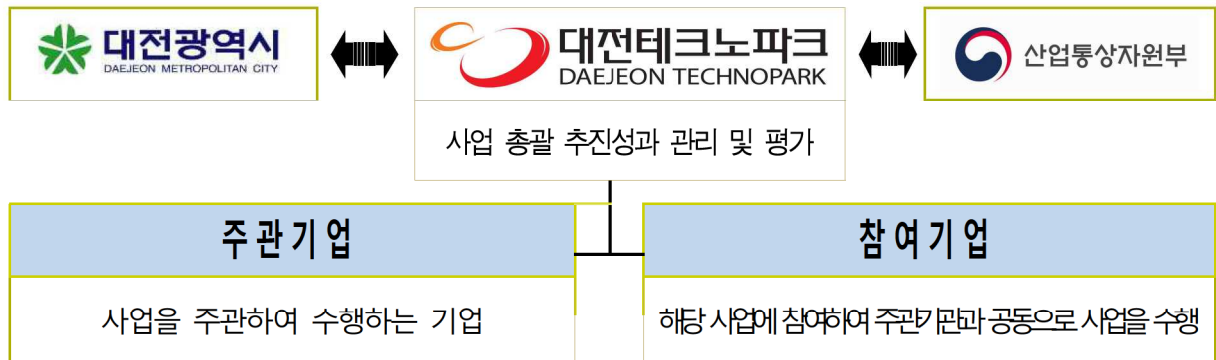 대전광역시
DAEJEON METROPOLITAN CITY
대전테크노파크
DAEJEON TECHNOPARK
산업통상자원부
사업 총괄 추진성과 관리 및 평가
주관기업
참여기업
사업을 주관하여 수행하는 기업
해당 사업에 참여하여 주관기관과 공동으로 사업을 수행